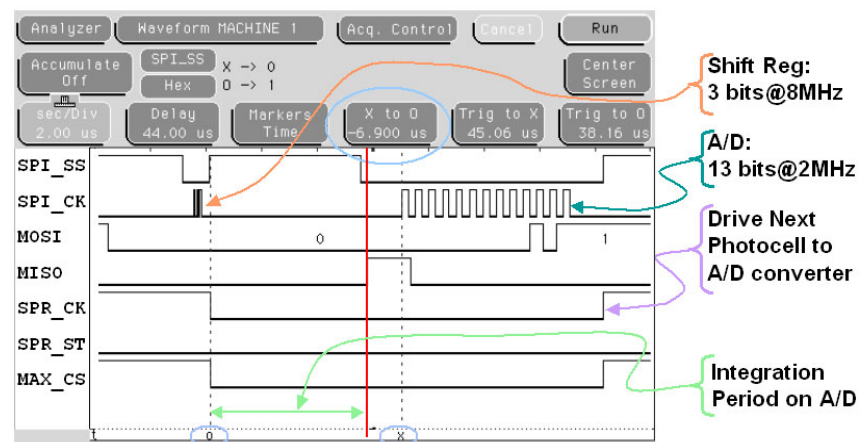 Analyzer
Waveform MACHINE 1
Acq. Control
Cancel
Run
Accumulate
Off
SPI_SS
Hex
X -> 0
O -> 1
Center
Screen
sec/Div
2.00 us
Delay
44.00 us
Markers
Time
X to O
-6.900 us
Trig to X
45.06 us
Trig to O
38.16 us
SPI_SS
SPI_CK
MOSI
0
1
MISO
SPR_CK
SPR_ST
MAX_CS
t
O
X
Shift Reg:
3 bits@8MHz
A/D:
13 bits@2MHz
Drive Next
Photocell to
A/D converter
Integration
Period on A/D